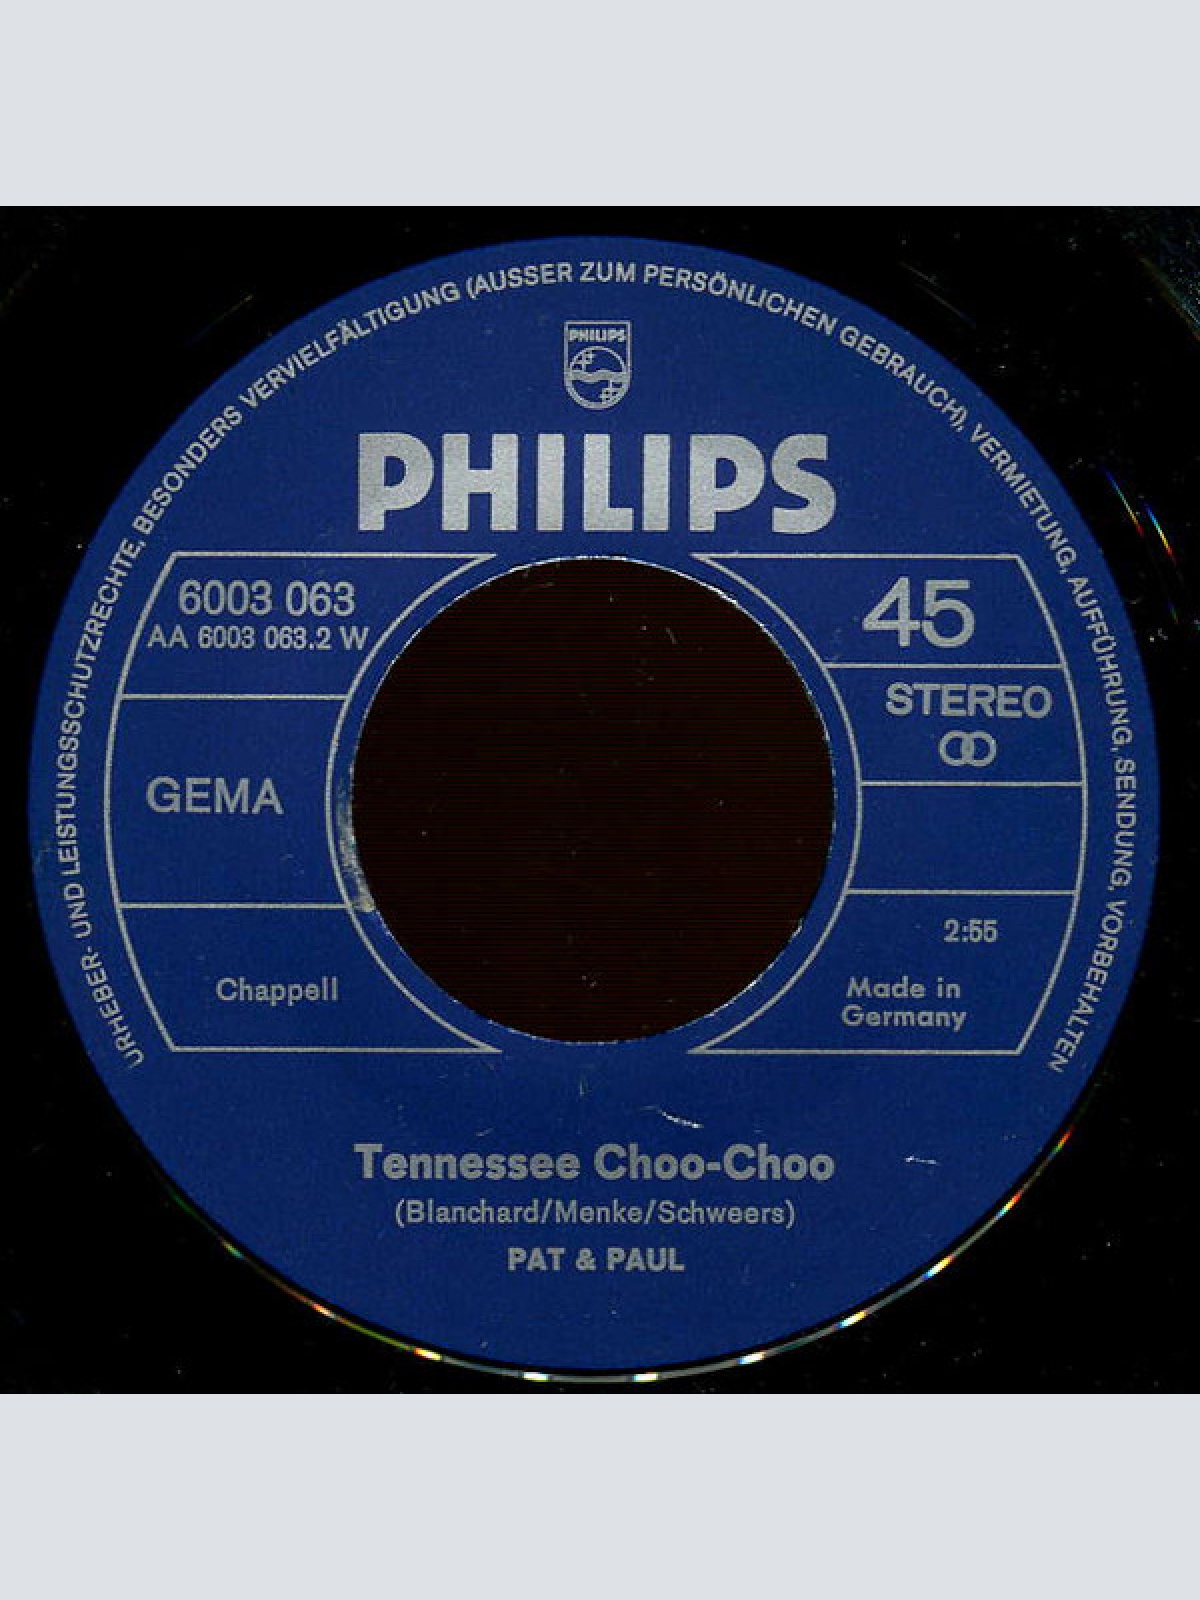 URHEBER- UND LEISTUNGSSCHUTZRECHTE, BESONDERS VERVIELFÄLTIGUNG (AUSSER ZUM PERSÖNLICHEN GEBRAUCH), VERMIETUNG, AUFFÜHRUNG, SENDUNG, VORBEHALTEN
PHILIPS
PHILIPS
6003 063
AA 6003 063.2 W
45
STEREO
GEMA
2:55
Chappell
Made in
Germany
Tennessee Choo-Choo
(Blanchard/Menke/Schweers)
PAT & PAUL